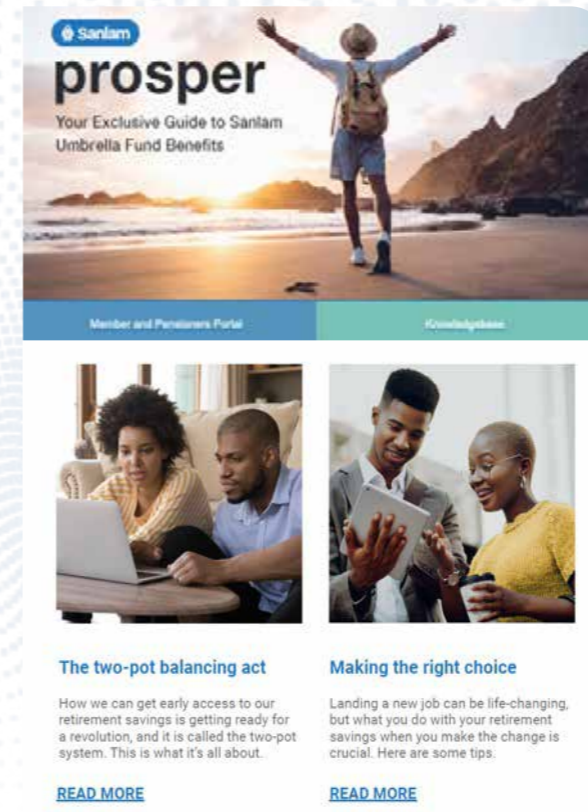 Sanlam
prosper
Your Exclusive Guide to Sanlam
Umbrella Fund Benefits
Member and Pensioners Portal
Knowledgebase
The two-pot balancing act
How we can get early access to our
retirement savings is getting ready for
a revolution, and it is called the two-pot
system. This is what it's all about.
READ MORE
Making the right choice
Landing a new job can be life-changing,
but what you do with your retirement
savings when you make the change is
crucial. Here are some tips.
READ MORE